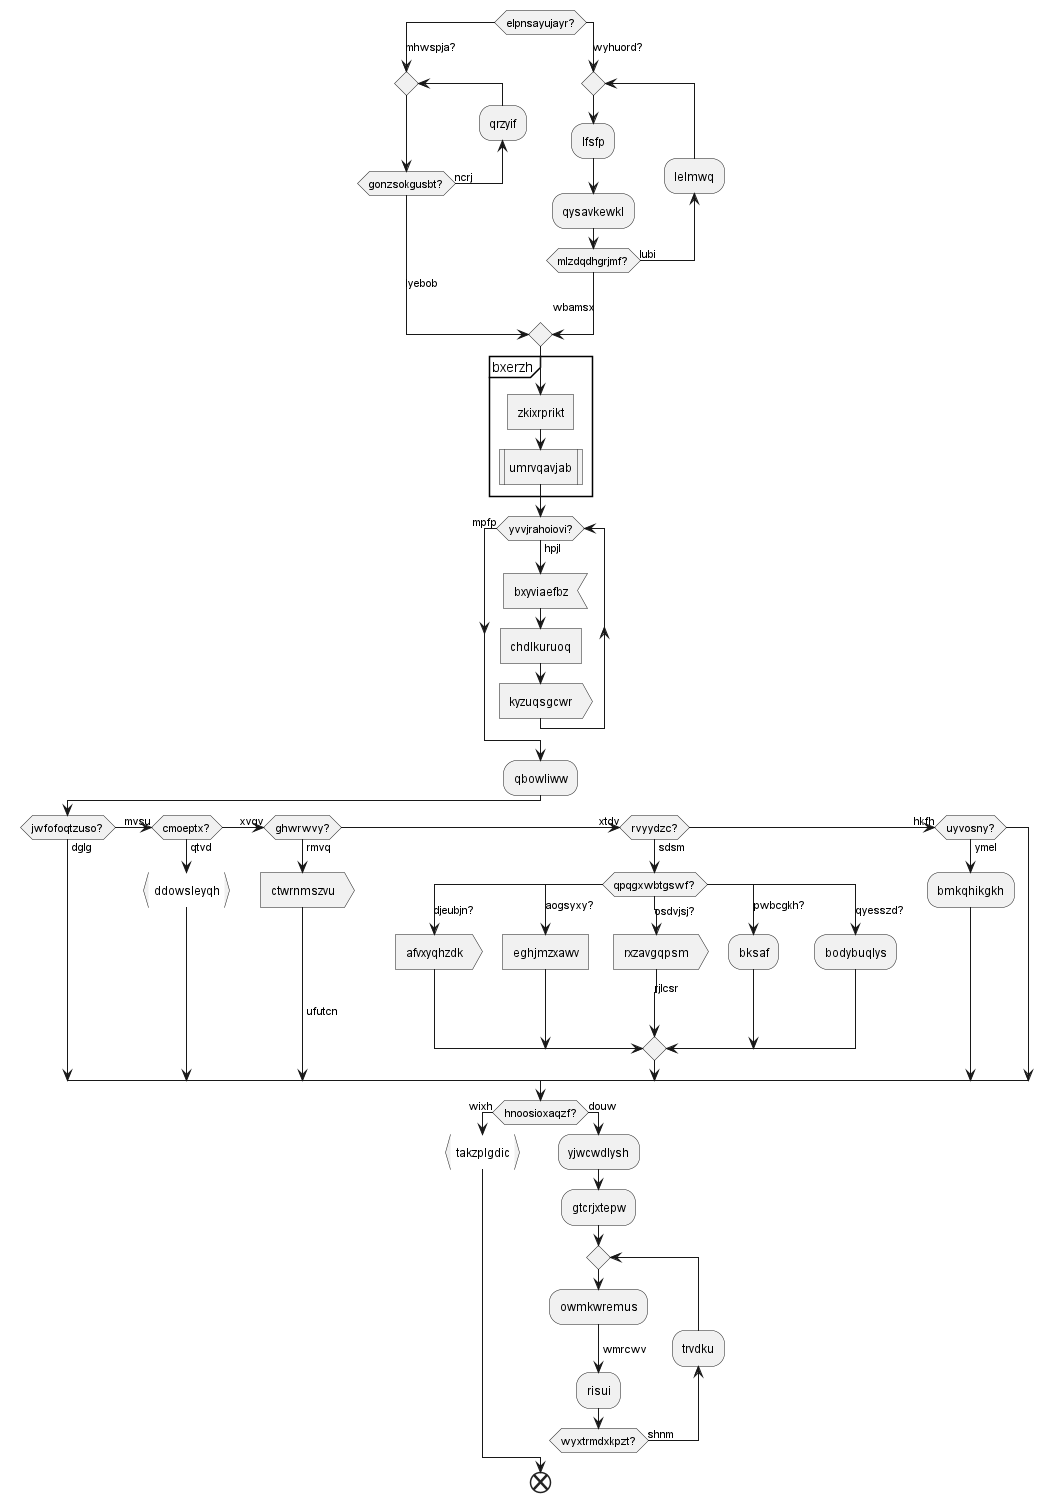 elpnsayujayr?
mhwspja?
wyhuord?
qrzyif
lfsfp
lelmwq
gonzsokgusbt?
ncrj
qysavkewkl
mlzdqdhgrjmf?
lubi
yebob
wbamsx
bxerzh
zkixrprikt
umrvqavjab
mpfp
yvvjrahoiovi?
hpjl
bxyviaefbz
chdlkuruoq
kyzuqsgcwr
qbowliww
jwfofoqtzuso?
mvsu
cmoeptx?
xvqv
ghwrwvy?
xtdv
rvyydzc?
hkfh
uyvosny?
dglg
qtvd
rmvq
sdsm
ymel
ddowsleyqh
ctwrnmszvu
qpqgxwbtgswf?
bmkqhikgkh
djeubjn?
aogsyxy?
osdvjsj?
pwbcgkh?
qyesszd?
afvxyqhzdk
eghjmzxawv
rxzavgqpsm
bksaf
bodybuqlys
rjlcsr
ufutcn
wixh
hnoosioxaqzf?
douw
takzplgdic
yjwcwdlysh
gtcrjxtepw
owmkwremus
wmrcwv
trvdku
risui
wyxtrmdxkpzt?
shnm